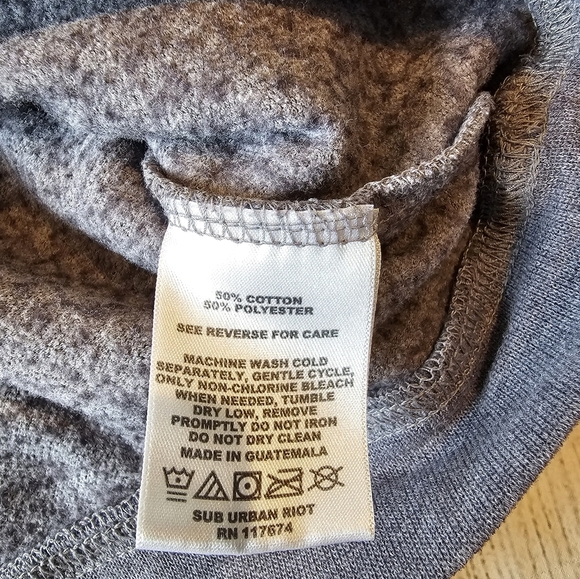 50% COTTON
50% POLYESTER
SEE REVERSE FOR CARE
MACHINE WASH COLD
SEPARATELY, GENTLE CYCLE,
ONLY NON-CHLORINE BLEACH
WHEN NEEDED, TUMBLE
DRY LOW, REMOVE
PROMPTLY DO NOT IRON
DO NOT DRY CLEAN
MADE IN GUATEMALA
SUB URBAN RIOT
RN 117674